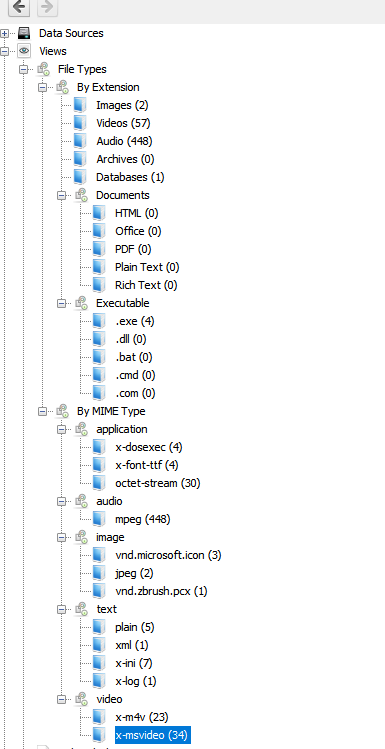 Data Sources
Views
File Types
By Extension
Images (2)
Videos (57)
Audio (448)
Archives (0)
Databases (1)
Documents
HTML (0)
Office (0)
PDF (0)
Plain Text (0)
Rich Text (0)
Executable
.exe (4)
.dll (0)
.bat (0)
.cmd (0)
.com (0)
By MIME Type
application
x-dosexec (4)
x-font-ttf (4)
octet-stream (30)
audio
mpeg (448)
image
vnd.microsoft.icon (3)
jpeg (2)
vnd.zbrush.pcx (1)
text
plain (5)
xml (1)
x-ini (7)
x-log (1)
video
x-m4v (23)
x-msvideo (34)